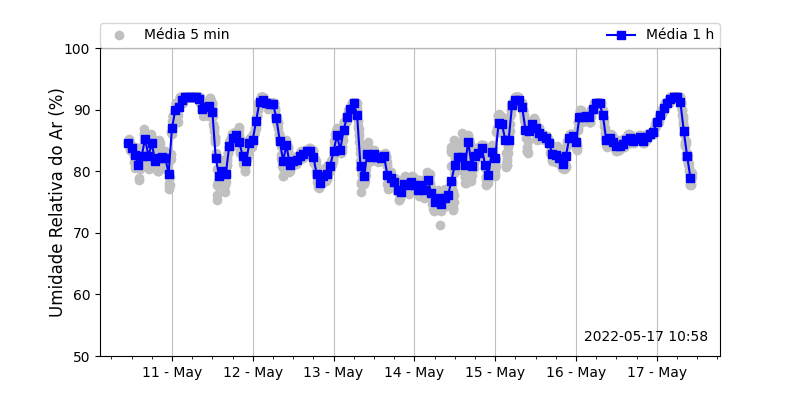 Média 5 min
Média 1 h
Umidade Relativa do Ar (%)
100
90
80
70
60
50
2022-05-17 10:58
11 - May
12 - May
13 - May
14 - May
15 - May
16 - May
17 - May